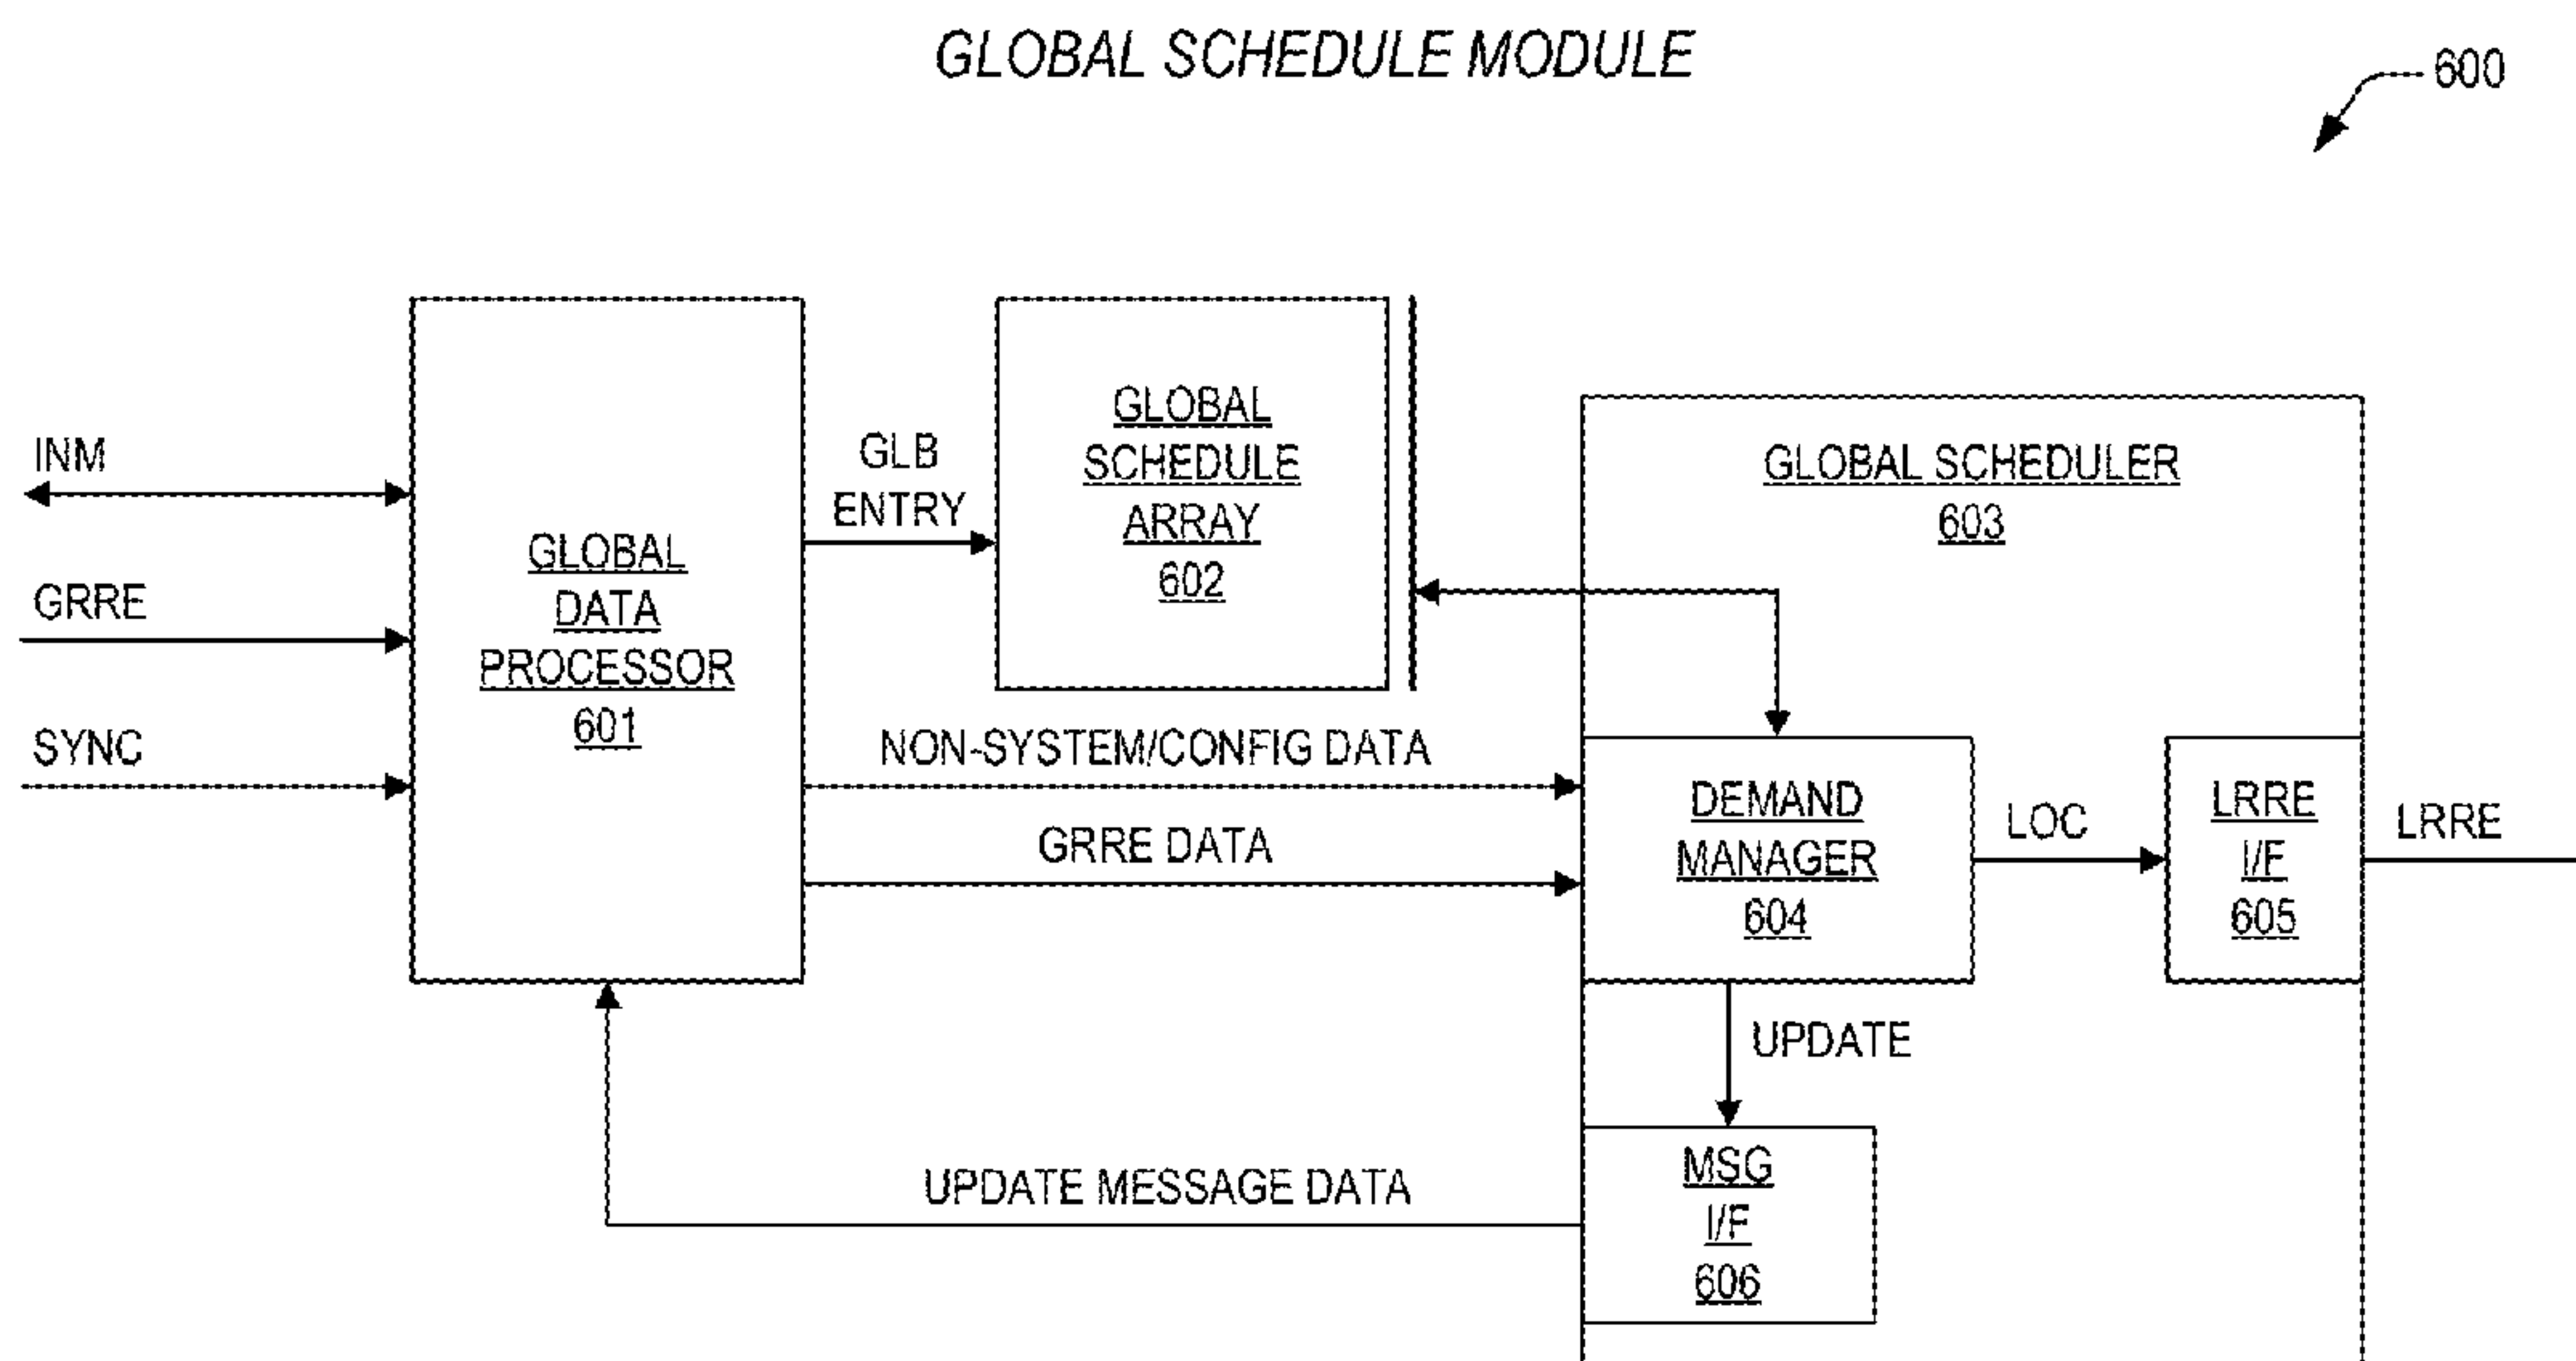 GLOBAL SCHEDULE MODULE
600
INM
GRRE
SYNC
GLOBAL
DATA
PROCESSOR
601
GLB
ENTRY
GLOBAL
SCHEDULE
ARRAY
602
GLOBAL SCHEDULER
603
NON-SYSTEM/CONFIG DATA
GRRE DATA
DEMAND
MANAGER
604
LOC
LRRE
I/F
605
LRRE
UPDATE
UPDATE MESSAGE DATA
MSG
I/F
606